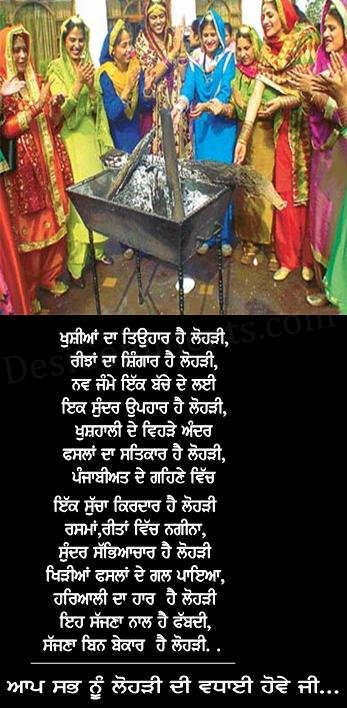 ਖੁਸ਼ੀਆਂ ਦਾ ਤਿਉਹਾਰ ਹੈ ਲੋਹੜੀ,
ਰੀਝਾਂ ਦਾ ਸ਼ਿੰਗਾਰ ਹੈ ਲੋਹੜੀ,
ਨਵ ਜੰਮੇ ਇੱਕ ਬੱਚੇ ਦੇ ਲਈ
ਇਕ ਸੁੰਦਰ ਉਪਹਾਰ ਹੈ ਲੋਹੜੀ,
ਖੁਸ਼ਹਾਲੀ ਦੇ ਵਿਹੜੇ ਅੰਦਰ
ਫਸਲਾਂ ਦਾ ਸਤਿਕਾਰ ਹੈ ਲੋਹੜੀ,
ਪੰਜਾਬੀਅਤ ਦੇ ਗਹਿਣੇ ਵਿੱਚ
ਇੱਕ ਸੁੱਚਾ ਕਿਰਦਾਰ ਹੈ ਲੋਹੜੀ
ਰਸਮਾਂ,ਰੀਤਾਂ ਵਿੱਚ ਨਗੀਨਾ,
ਸੁੰਦਰ ਸੱਭਿਆਚਾਰ ਹੈ ਲੋਹੜੀ
ਖਿੜੀਆਂ ਫਸਲਾਂ ਦੇ ਗਲ ਪਾਇਆ,
ਹਰਿਆਲੀ ਦਾ ਹਾਰ ਹੈ ਲੋਹੜੀ
ਇਹ ਸੱਜਣਾ ਨਾਲ ਹੈ ਫੱਬਦੀ,
ਸੱਜਣਾ ਬਿਨ ਬੇਕਾਰ ਹੈ ਲੋਹੜੀ. .
ਆਪ ਸਭ ਨੂੰ ਲੋਹੜੀ ਦੀ ਵਧਾਈ ਹੋਵੇ ਜੀ...